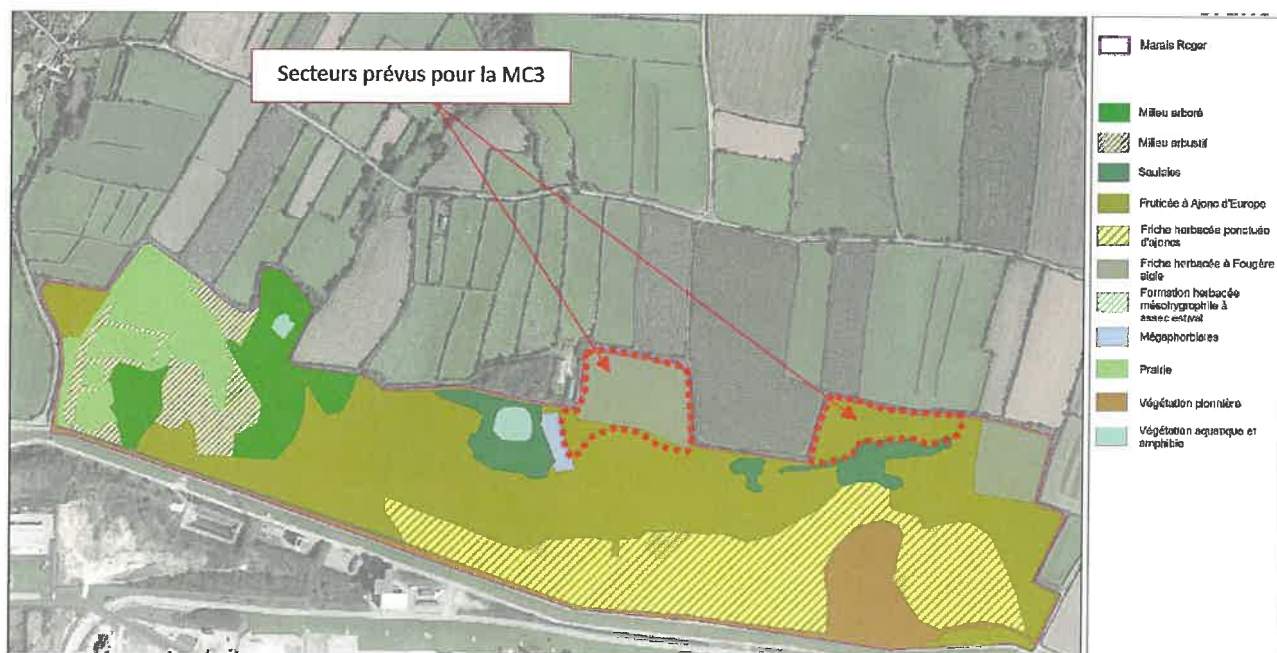 Secteurs prévus pour la MC3
Marais Roger
Milieu arboré
Milieu arbustif
Saulaies
Fruticée à Ajonc d'Europe
Friche herbacée ponctuée
d'ajoncs
Friche herbacée à Fougère
aigle
Formation herbacée
mésohygrophile à
assec estival
Mégaphorbiaies
Prairie
Végétation pionnière
Végétation aquatique et
amphibie